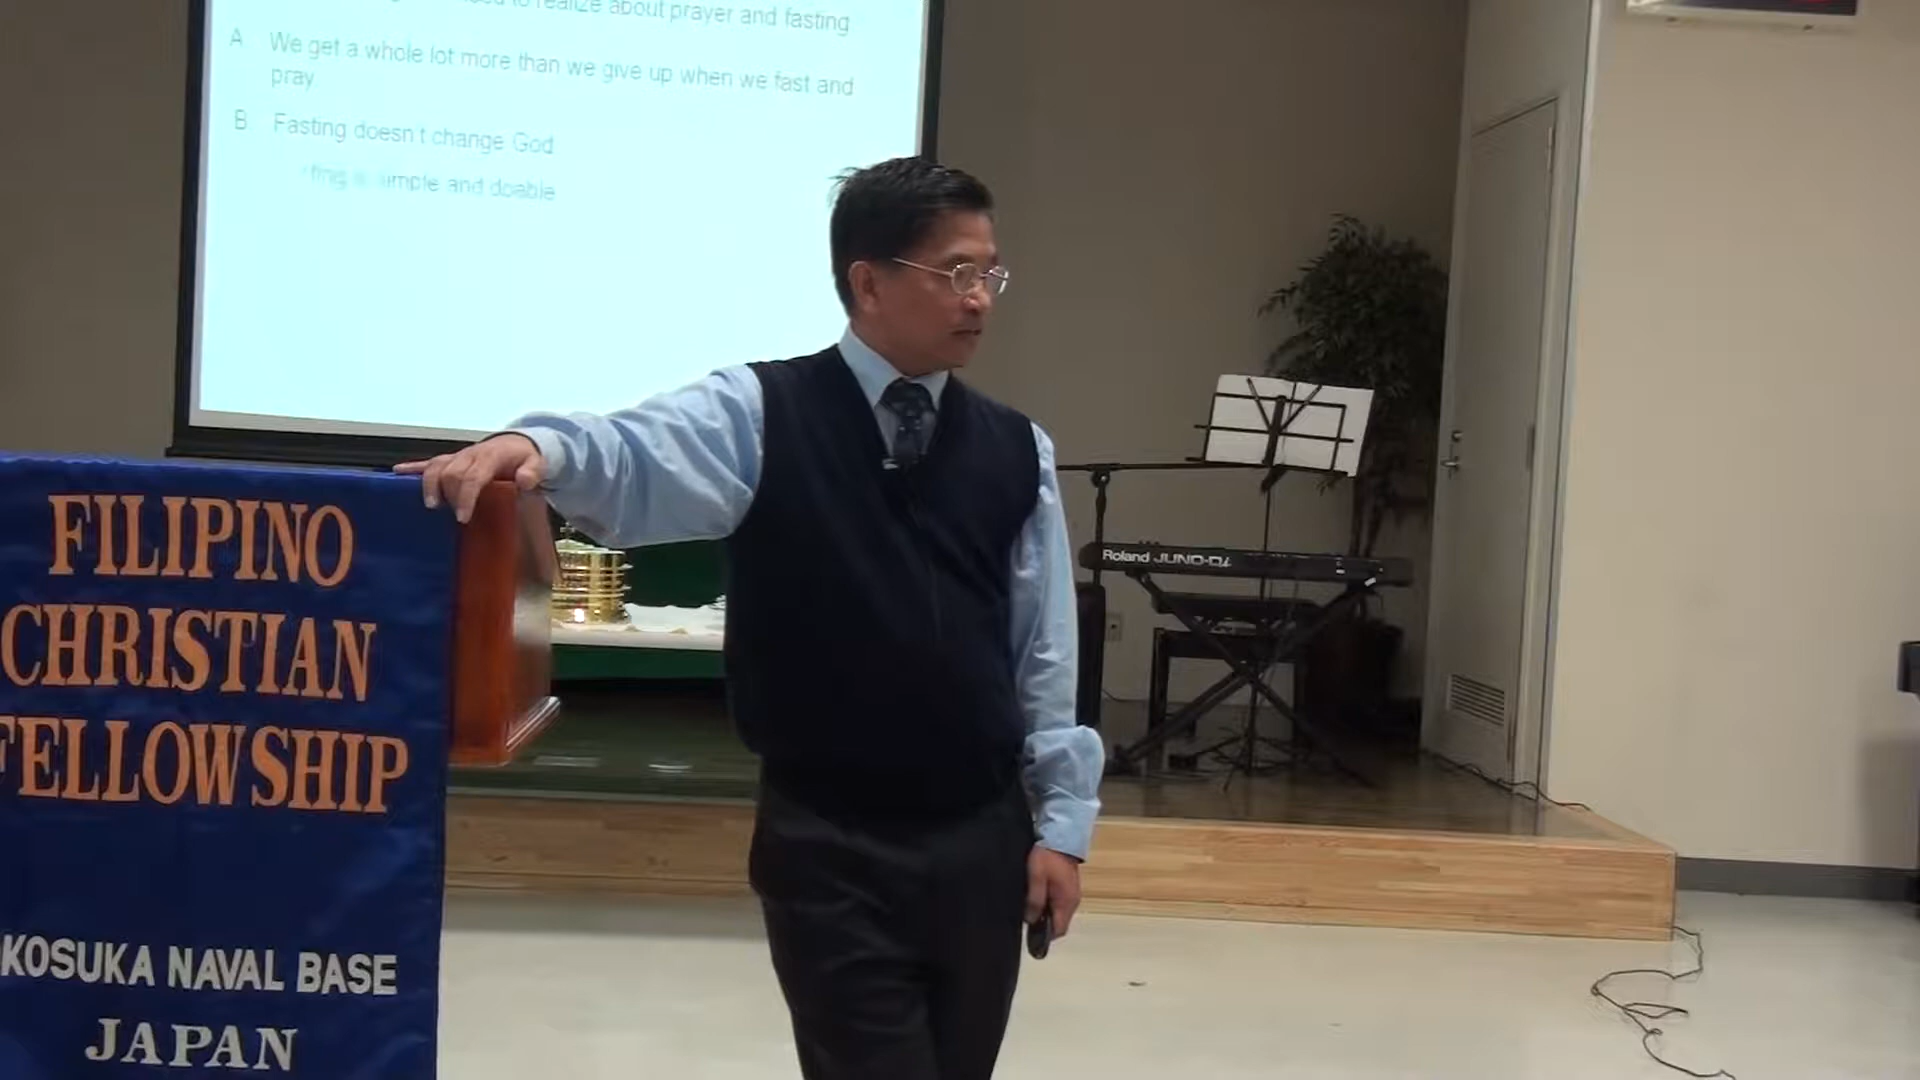 to realize about prayer and fasting
A We get a whole lot more than we give up when we fast and
pray
B Fasting doesn t change God
simple and doable
FILIPINO
CHRISTIAN
FELLOWSHIP
KOSUKA NAVAL BASE
JAPAN
Roland JUNO-Di